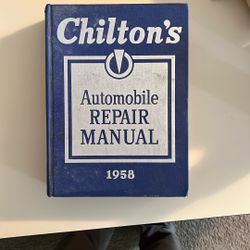 Chilton's
Automobile
REPAIR
MANUAL
1958